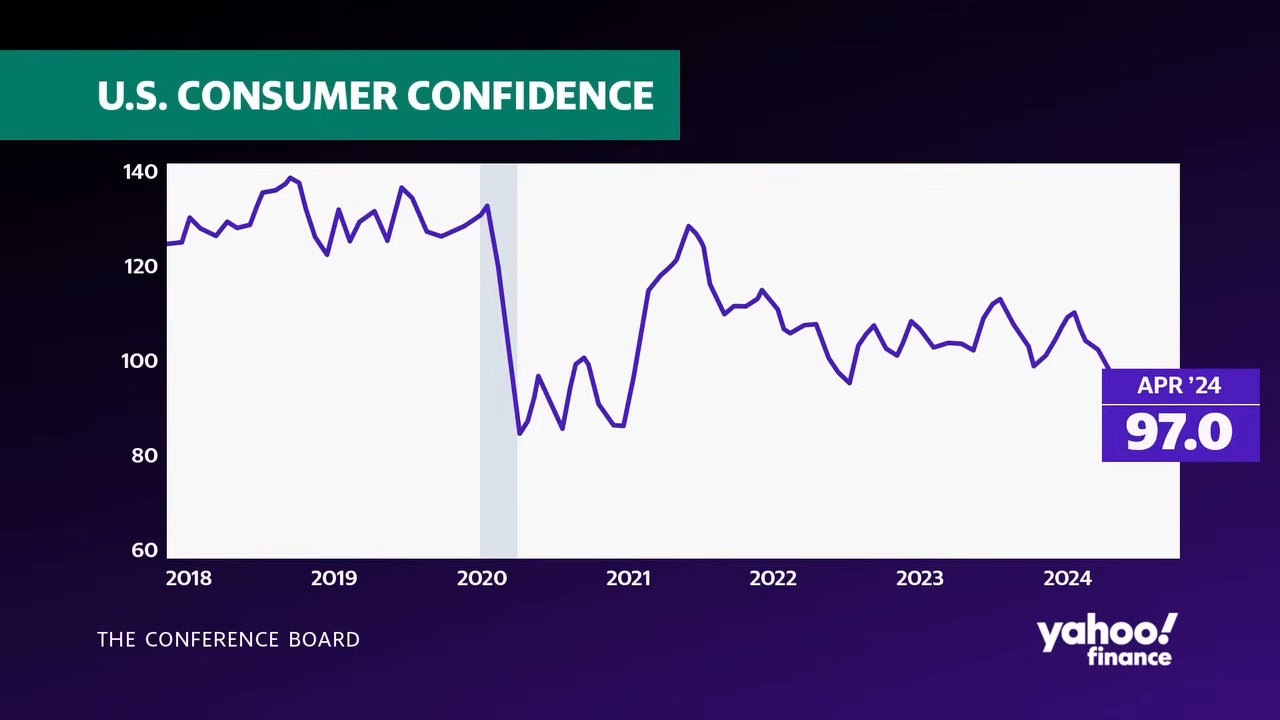 U.S. CONSUMER CONFIDENCE
140
120
100
80
60
2018 2019 2020 2021 2022 2023 2024
APR ’24
97.0
THE CONFERENCE BOARD
yahoo!
finance